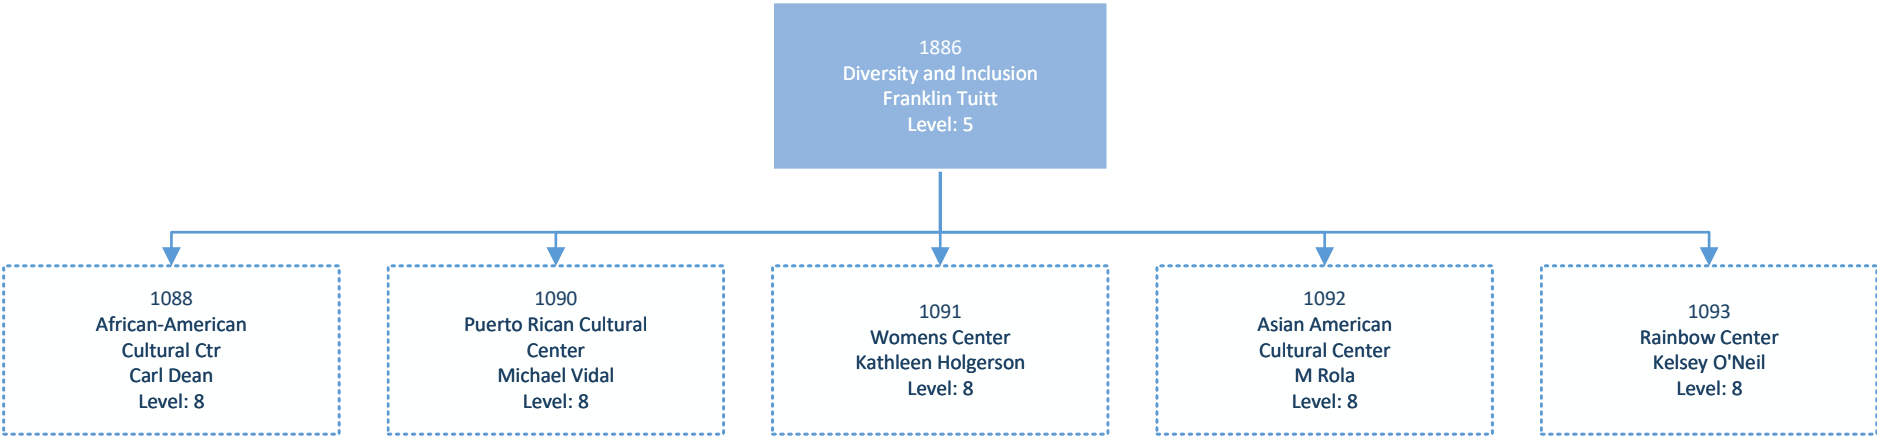 1886
Diversity and Inclusion
Franklin Tuitt
Level: 5
1088
African-American
Cultural Ctr
Carl Dean
Level: 8
1090
Puerto Rican Cultural
Center
Michael Vidal
Level: 8
1091
Womens Center
Kathleen Holgerson
Level: 8
1092
Asian American
Cultural Center
M Rola
Level: 8
1093
Rainbow Center
Kelsey O'Neil
Level: 8